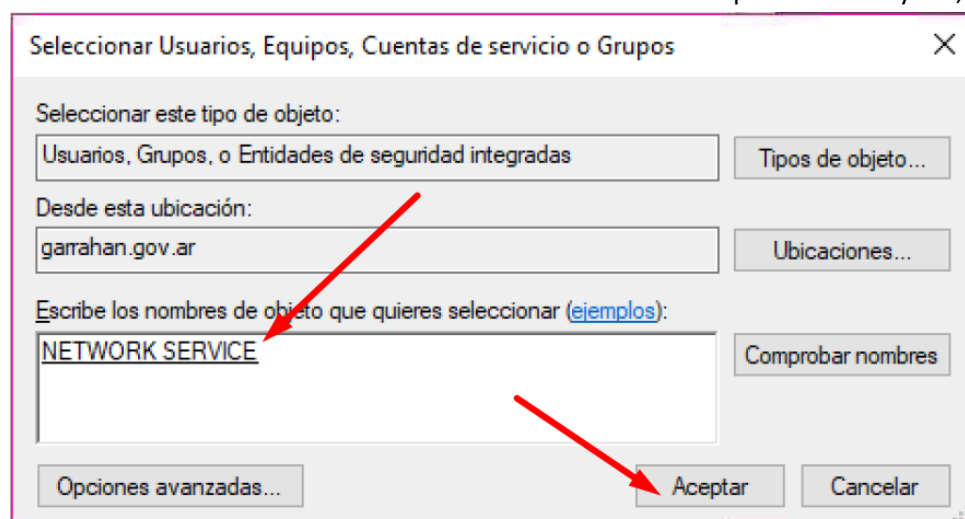 Seleccionar Usuarios, Equipos, Cuentas de servicio o Grupos
Seleccionar este tipo de objeto:
Usuarios, Grupos, o Entidades de seguridad integradas
Tipos de objeto...
Desde esta ubicación:
garrahan.gov.ar
Ubicaciones...
Escribe los nombres de objeto que quieres seleccionar (ejemplos):
NETWORK SERVICE
Comprobar nombres
Opciones avanzadas...
Aceptar
Cancelar